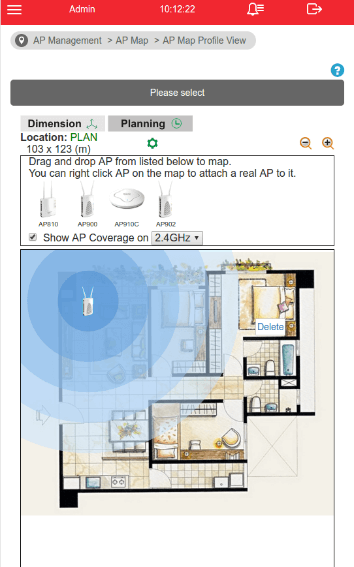 Admin 10:12:22
AP Management > AP Map > AP Map Profile View
?
Please select
Dimension Planning
Location: PLAN
103 x 123 (m)
Drag and drop AP from listed below to map.
You can right click AP on the map to attach a real AP to it.
AP810 AP900 AP910C AP902
Show AP Coverage on 2.4GHz
Delete